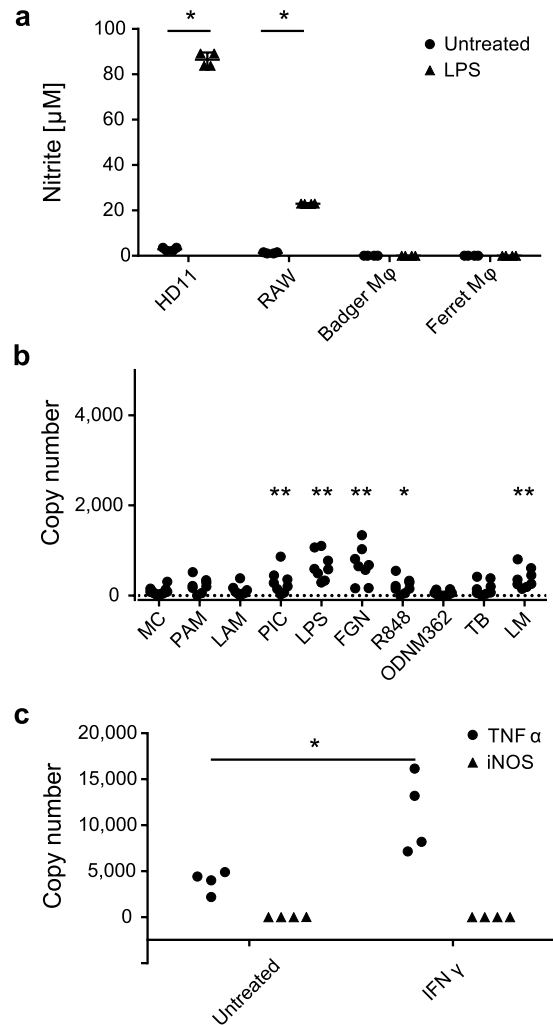 a
* *
100
80
60
40
20
0
Nitrite [µM]
Untreated
LPS
HD11
RAW
Badger Mφ
Ferret Mφ
b
4,000
2,000
0
Copy number
** ** ** * **
MC
PAM
LAM
PIC
LPS
FGN
R848
ODNM362
TB
LM
c
20,000
15,000
10,000
5,000
0
Copy number
*
TNF α
iNOS
Untreated
IFN γ